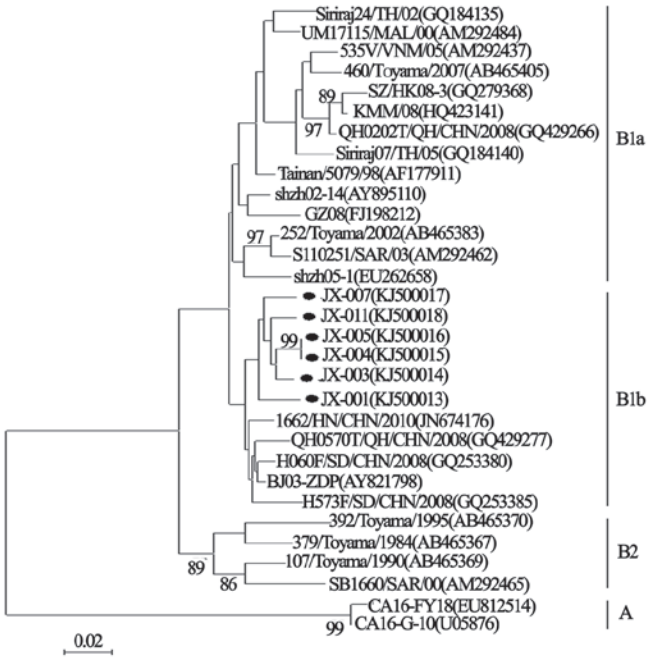 Siriraj24/TH/02(GQ184135)
UM17115/MAL/00(AM292484)
535V/VNM/05(AM292437)
460/Toyama/2007(AB465405)
89
SZ/HK08-3(GQ279368)
KMM/08(HQ423141)
97
QH0202T/QH/CHN/2008(GQ429266)
B1a
Siriraj07/TH/05(GQ184140)
Tainan/5079/98(AF177911)
shzh02-14(AY895110)
GZ08(FJ198212)
97
252/Toyama/2002(AB465383)
S110251/SAR/03(AM292462)
shzh05-1(EU262658)
JX-007(KJ500017)
JX-011(KJ500018)
JX-005(KJ500016)
99
JX-004(KJ500015)
JX-003(KJ500014)
JX-001(KJ500013)
B1b
1662/HN/CHN/2010(JN674176)
QH0570T/QH/CHN/2008(GQ429277)
H060F/SD/CHN/2008(GQ253380)
BJ03-ZDP(AY821798)
H573F/SD/CHN/2008(GQ253385)
392/Toyama/1995(AB465370)
379/Toyama/1984(AB465367)
B2
107/Toyama/1990(AB465369)
89
86
SB1660/SAR/00(AM292465)
CA16-FY18(EU812514)
A
99
CA16-G-10(U05876)
0.02